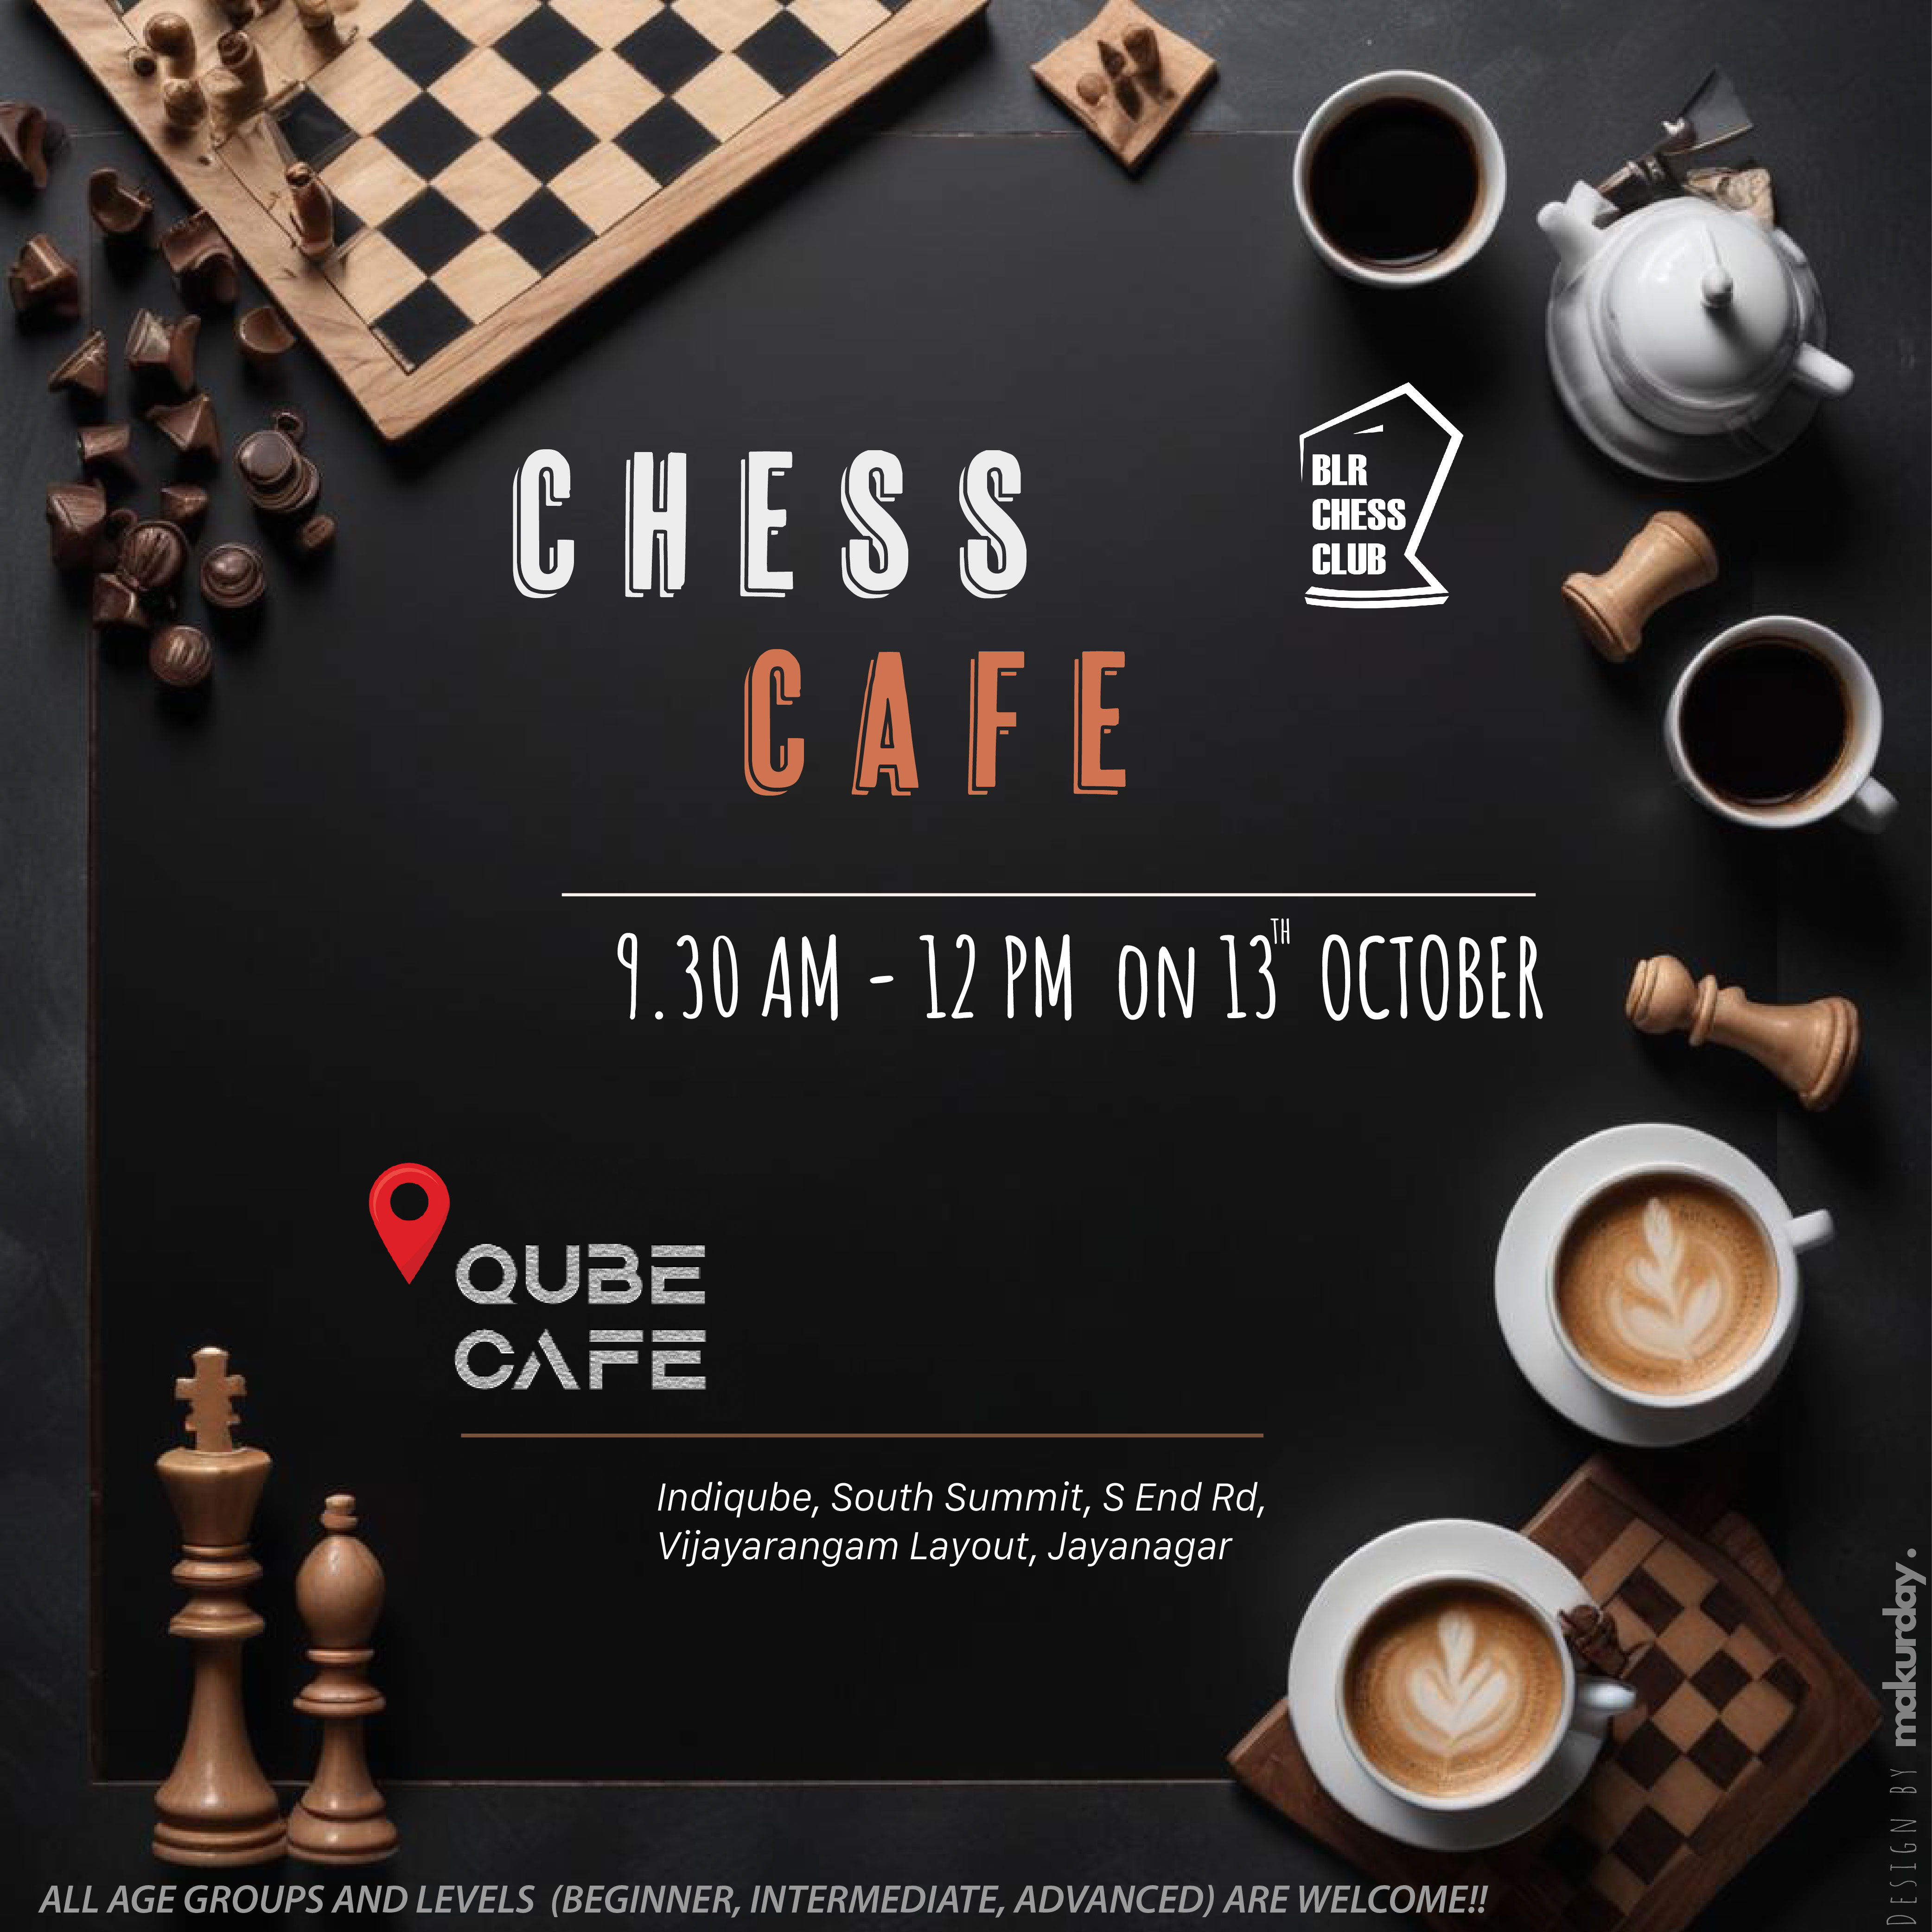 CHESS
CAFE
BLR
CHESS
CLUB
9.30 AM - 12 PM ON 13TH OCTOBER
QUBE
CAFE
Indiqube, South Summit, S End Rd,
Vijayarangam Layout, Jayanagar
ALL AGE GROUPS AND LEVELS (BEGINNER, INTERMEDIATE, ADVANCED) ARE WELCOME!!
DESIGN BY makurday.